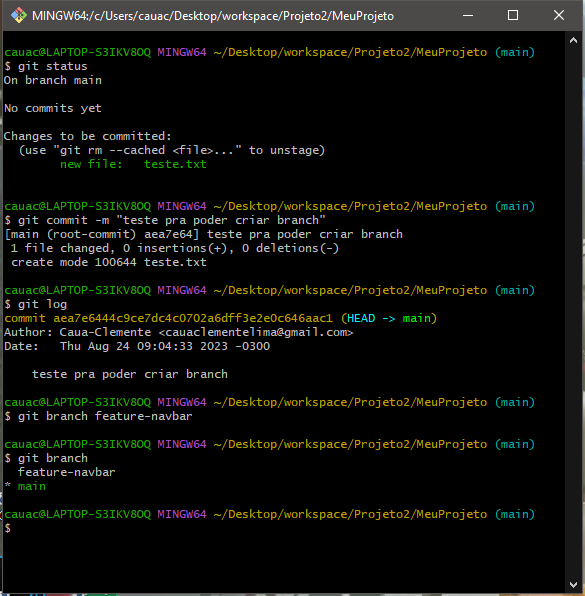 MINGW64:/c/Users/cauac/Desktop/workspace/Projeto2/MeuProjeto
cauac@LAPTOP-S3IKV8OQ MINGW64 ~/Desktop/workspace/Projeto2/MeuProjeto (main)
$ git status
On branch main
No commits yet
Changes to be committed:
  (use "git rm --cached <file>..." to unstage)
        new file:   teste.txt
cauac@LAPTOP-S3IKV8OQ MINGW64 ~/Desktop/workspace/Projeto2/MeuProjeto (main)
$ git commit -m "teste pra poder criar branch"
[main (root-commit) aea7e64] teste pra poder criar branch
 1 file changed, 0 insertions(+), 0 deletions(-)
 create mode 100644 teste.txt
cauac@LAPTOP-S3IKV8OQ MINGW64 ~/Desktop/workspace/Projeto2/MeuProjeto (main)
$ git log
commit aea7e6444c9ce7dc4c0702a6dff3e2e0c646aac1 (HEAD -> main)
Author: Caua-Clemente <cauaclementelima@gmail.com>
Date:   Thu Aug 24 09:04:33 2023 -0300
    teste pra poder criar branch
cauac@LAPTOP-S3IKV8OQ MINGW64 ~/Desktop/workspace/Projeto2/MeuProjeto (main)
$ git branch feature-navbar
cauac@LAPTOP-S3IKV8OQ MINGW64 ~/Desktop/workspace/Projeto2/MeuProjeto (main)
$ git branch
  feature-navbar
* main
cauac@LAPTOP-S3IKV8OQ MINGW64 ~/Desktop/workspace/Projeto2/MeuProjeto (main)
$